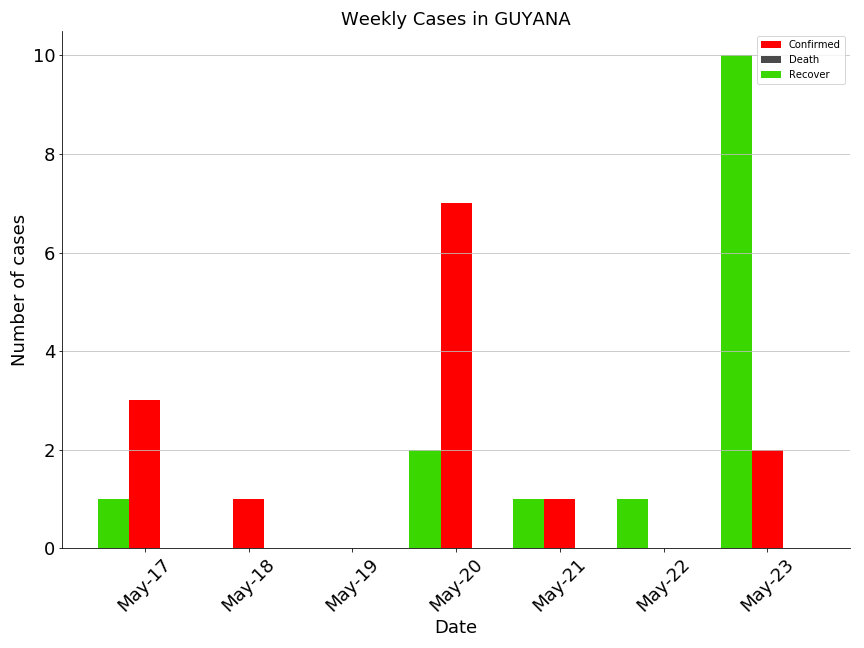 Weekly Cases in GUYANA
Confirmed
Death
Recover
Number of cases
10
8
6
4
2
0
May-17
May-18
May-19
May-20
May-21
May-22
May-23
Date